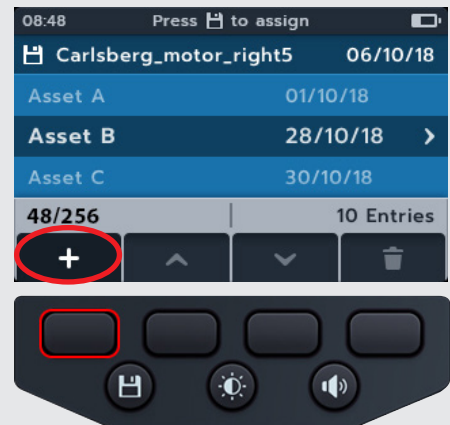 08:48 Press to assign
Carlsberg_motor_right5 06/10/18
Asset A 01/10/18
Asset B 28/10/18
Asset C 30/10/18
48/256 10 Entries